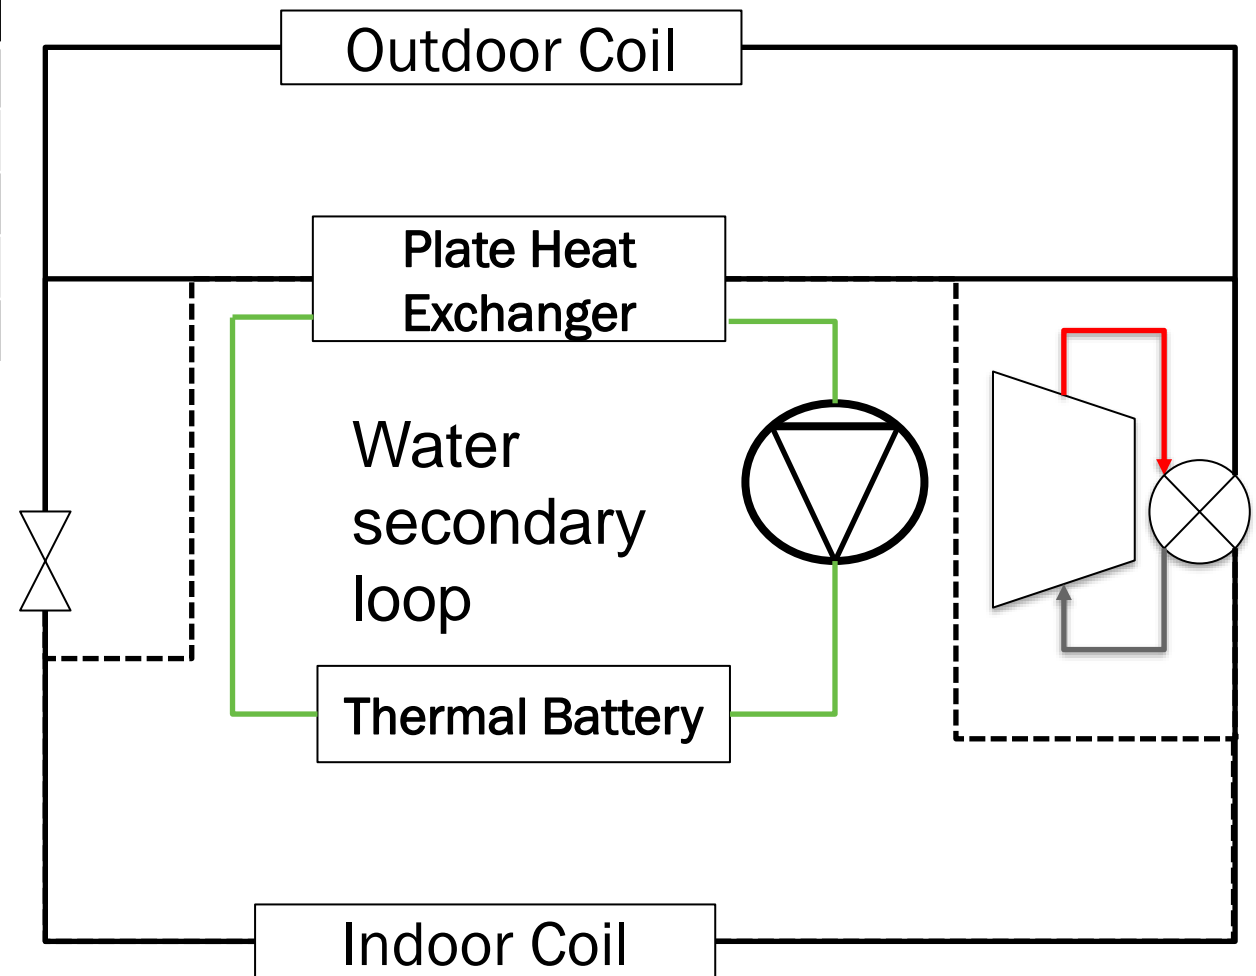 Outdoor Coil
Plate Heat
Exchanger
Water
secondary
loop
Thermal Battery
Indoor Coil